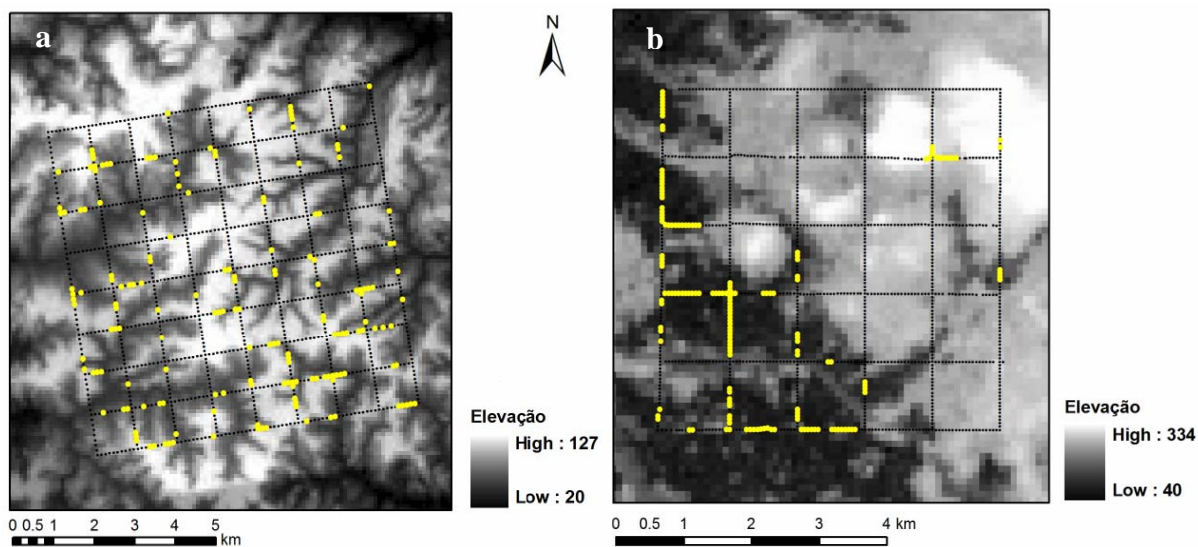 a
N
b
Elevação
High : 127
Low : 20
0 0.5 1 2 3 4 5
km
Elevação
High : 334
Low : 40
0 0.5 1 2 3 4 km